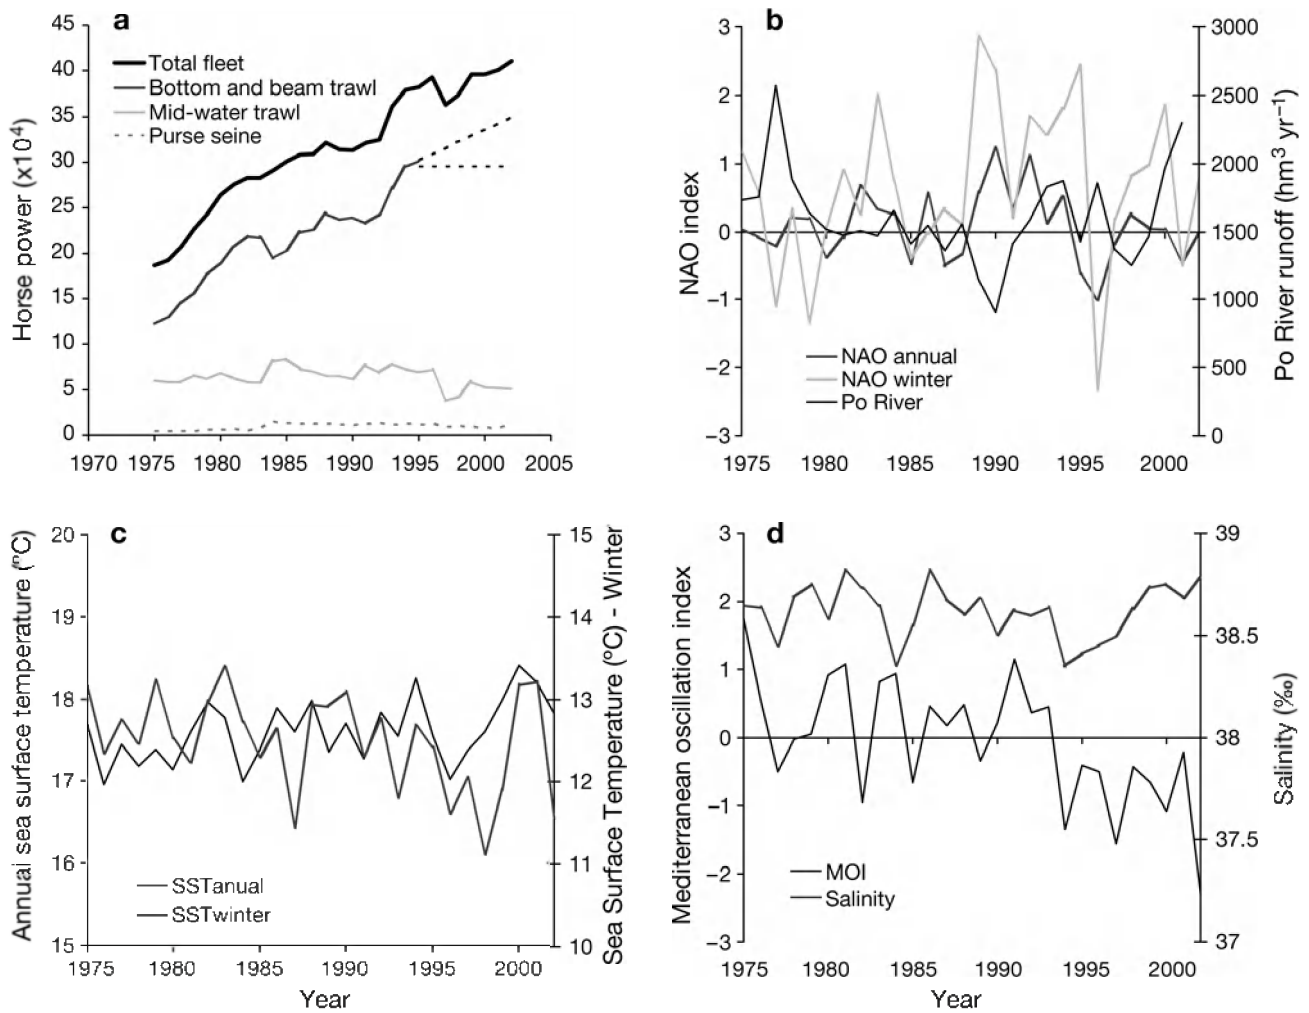 a
45
40
35
30
25
20
15
10
5
0
Horse power (x10⁴)
Total fleet
Bottom and beam trawl
Mid-water trawl
Purse seine
1970 1975 1980 1985 1990 1995 2000 2005
b
3
2
1
0
−1
−2
−3
NAO index
3000
2500
2000
1500
1000
500
0
Po River runoff (hm³ yr⁻¹)
NAO annual
NAO winter
Po River
1975 1980 1985 1990 1995 2000
c
20
19
18
17
16
15
Annual sea surface temperature (ºC)
15
14
13
12
11
10
Sea Surface Temperature (ºC) - Winter
SSTanual
SSTwinter
1975 1980 1985 1990 1995 2000
Year
d
3
2
1
0
−1
−2
−3
Mediterranean oscillation index
39
38.5
38
37.5
37
Salinity (‰)
MOI
Salinity
1975 1980 1985 1990 1995 2000
Year